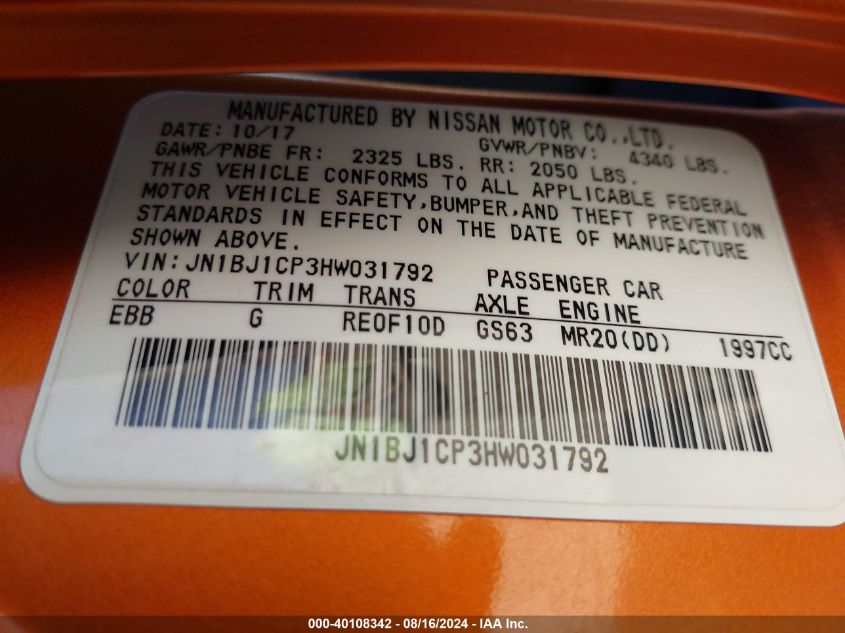 MANUFACTURED BY NISSAN MOTOR CO.,LTD.
DATE: 10/17 GVWR/PNBV: 4340 LBS.
GAWR/PNBE FR: 2325 LBS. RR: 2050 LBS.
THIS VEHICLE CONFORMS TO ALL APPLICABLE FEDERAL
MOTOR VEHICLE SAFETY,BUMPER,AND THEFT PREVENTION
STANDARDS IN EFFECT ON THE DATE OF MANUFACTURE
SHOWN ABOVE.
VIN: JN1BJ1CP3HW031792 PASSENGER CAR
COLOR TRIM TRANS AXLE ENGINE
EBB G RE0F10D GS63 MR20(DD) 1997CC
JN1BJ1CP3HW031792
000-40108342 - 08/16/2024 - IAA Inc.